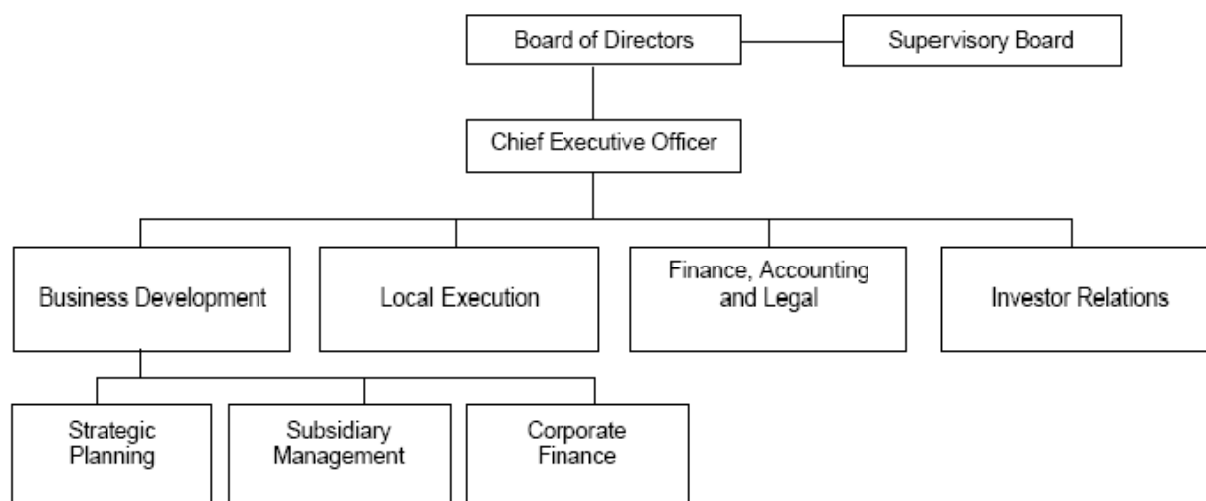 Board of Directors
Supervisory Board
Chief Executive Officer
Business Development
Local Execution
Finance, Accounting
and Legal
Investor Relations
Strategic
Planning
Subsidiary
Management
Corporate
Finance